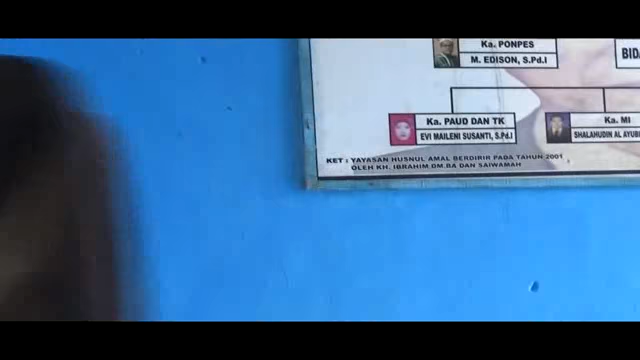 Ka. PONPES
M. EDISON, S.Pd.I
Ka. PAUD DAN TK
EVI MAILENI SUSANTI, S.Pd.I
Ka. MI
SHALAHUDIN AL AYUBI
KET : YAYASAN HUSNUL AMAL BERDIRIR PADA TAHUN 2001
OLEH KH. IBRAHIM DM.BA DAN SAIWAMAH